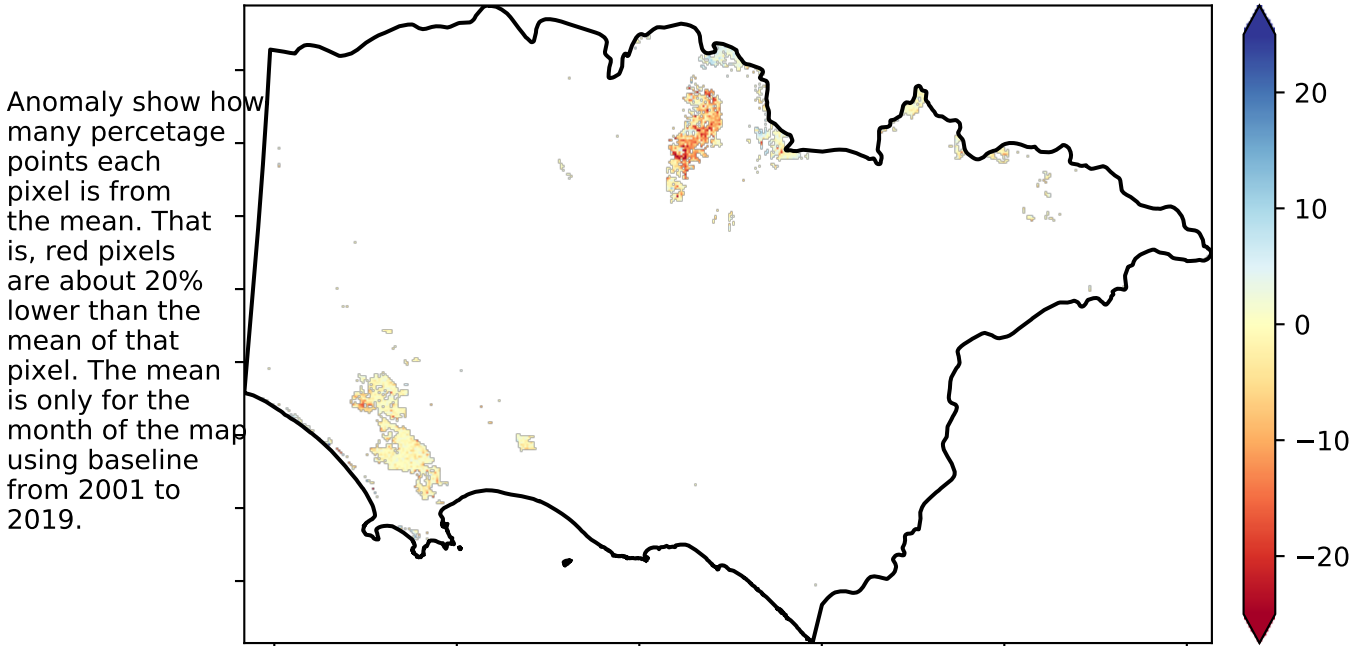 Anomaly show how
many percetage
points each
pixel is from
the mean. That
is, red pixels
are about 20%
lower than the
mean of that
pixel. The mean
is only for the
month of the map
using baseline
from 2001 to
2019.
20
10
0
−10
−20